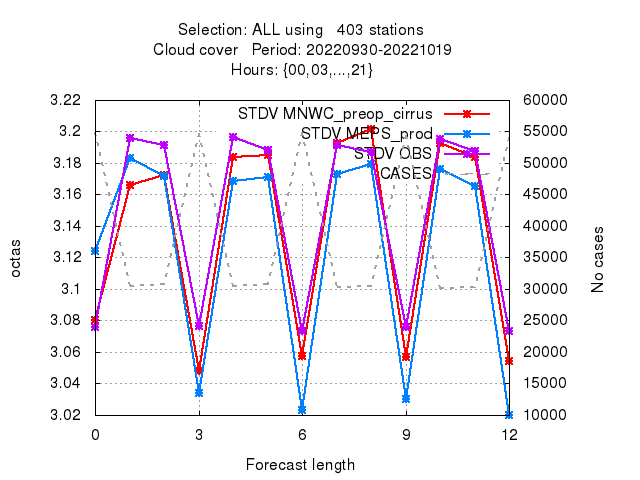 Selection: ALL using   403 stations
Cloud cover   Period: 20220930-20221019
Hours: {00,03,...,21}
STDV MNWC_preop_cirrus
STDV MEPS_prod
STDV OBS
CASES
3.22
3.2
3.18
3.16
3.14
3.12
3.1
3.08
3.06
3.04
3.02
60000
55000
50000
45000
40000
35000
30000
25000
20000
15000
10000
octas
No cases
0 3 6 9 12
Forecast length